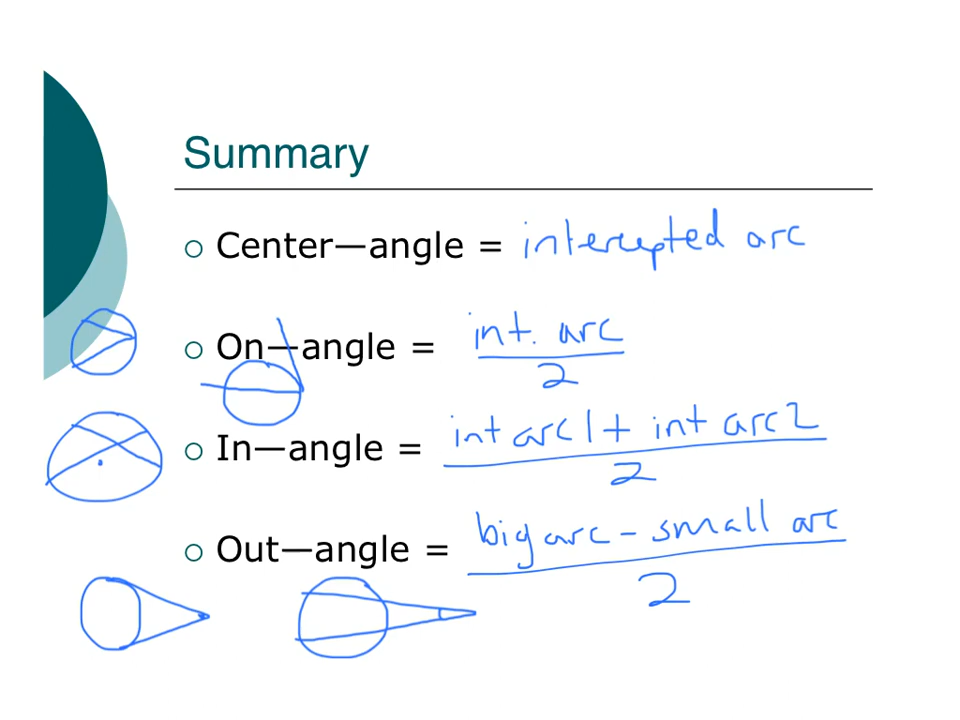 Summary
Center—angle = intercepted arc
On—angle = int. arc
2
In—angle = int arc 1 + int arc 2
2
Out—angle = big arc - small arc
2